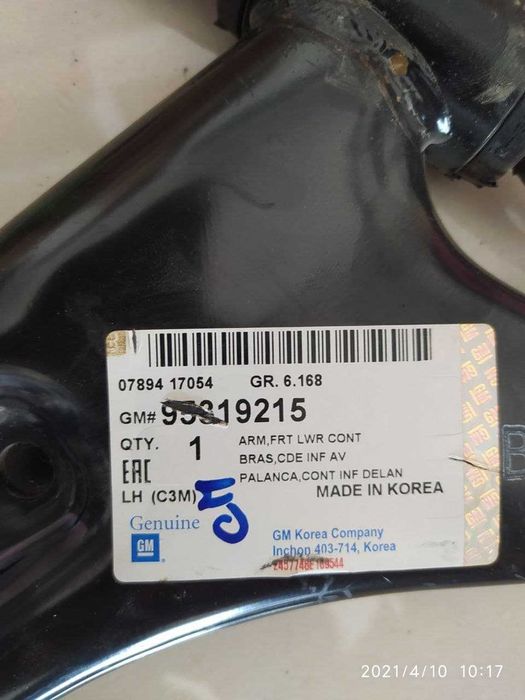 07894 17054 GR. 6.168
GM# 95319215
QTY. 1 ARM,FRT LWR CONT
BRAS,CDE INF AV
EAC PALANCA,CONT INF DELAN
LH (C3M) MADE IN KOREA
5
Genuine
GM
GM Korea Company
Inchon 403-714, Korea
2021/4/10 10:17